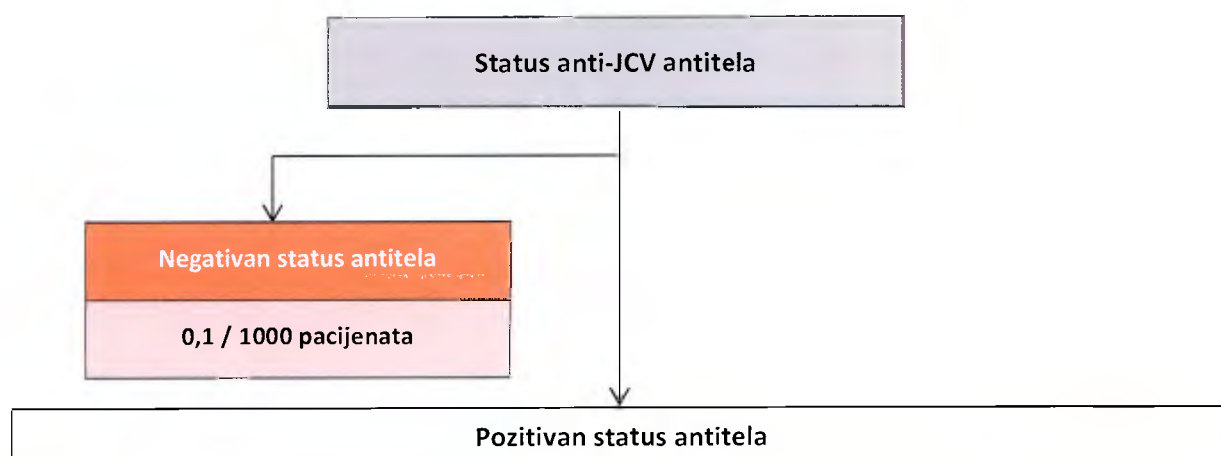 Status anti-JCV antitela
Negativan status antitela
0,1 / 1000 pacijenata
Pozitivan status antitela